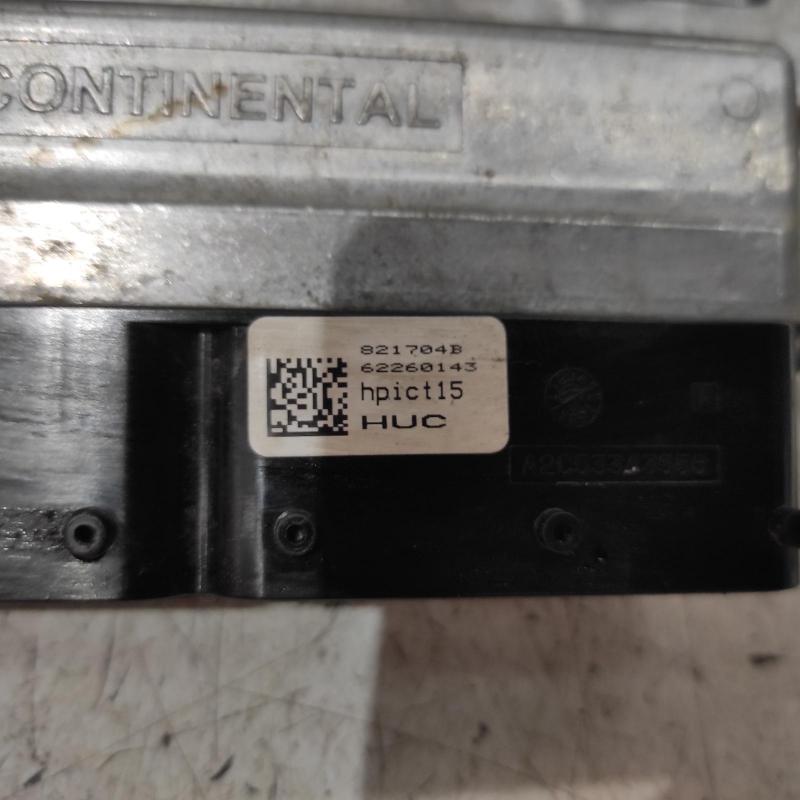 CONTINENTAL
821704B
62260143
hpict15
HUC